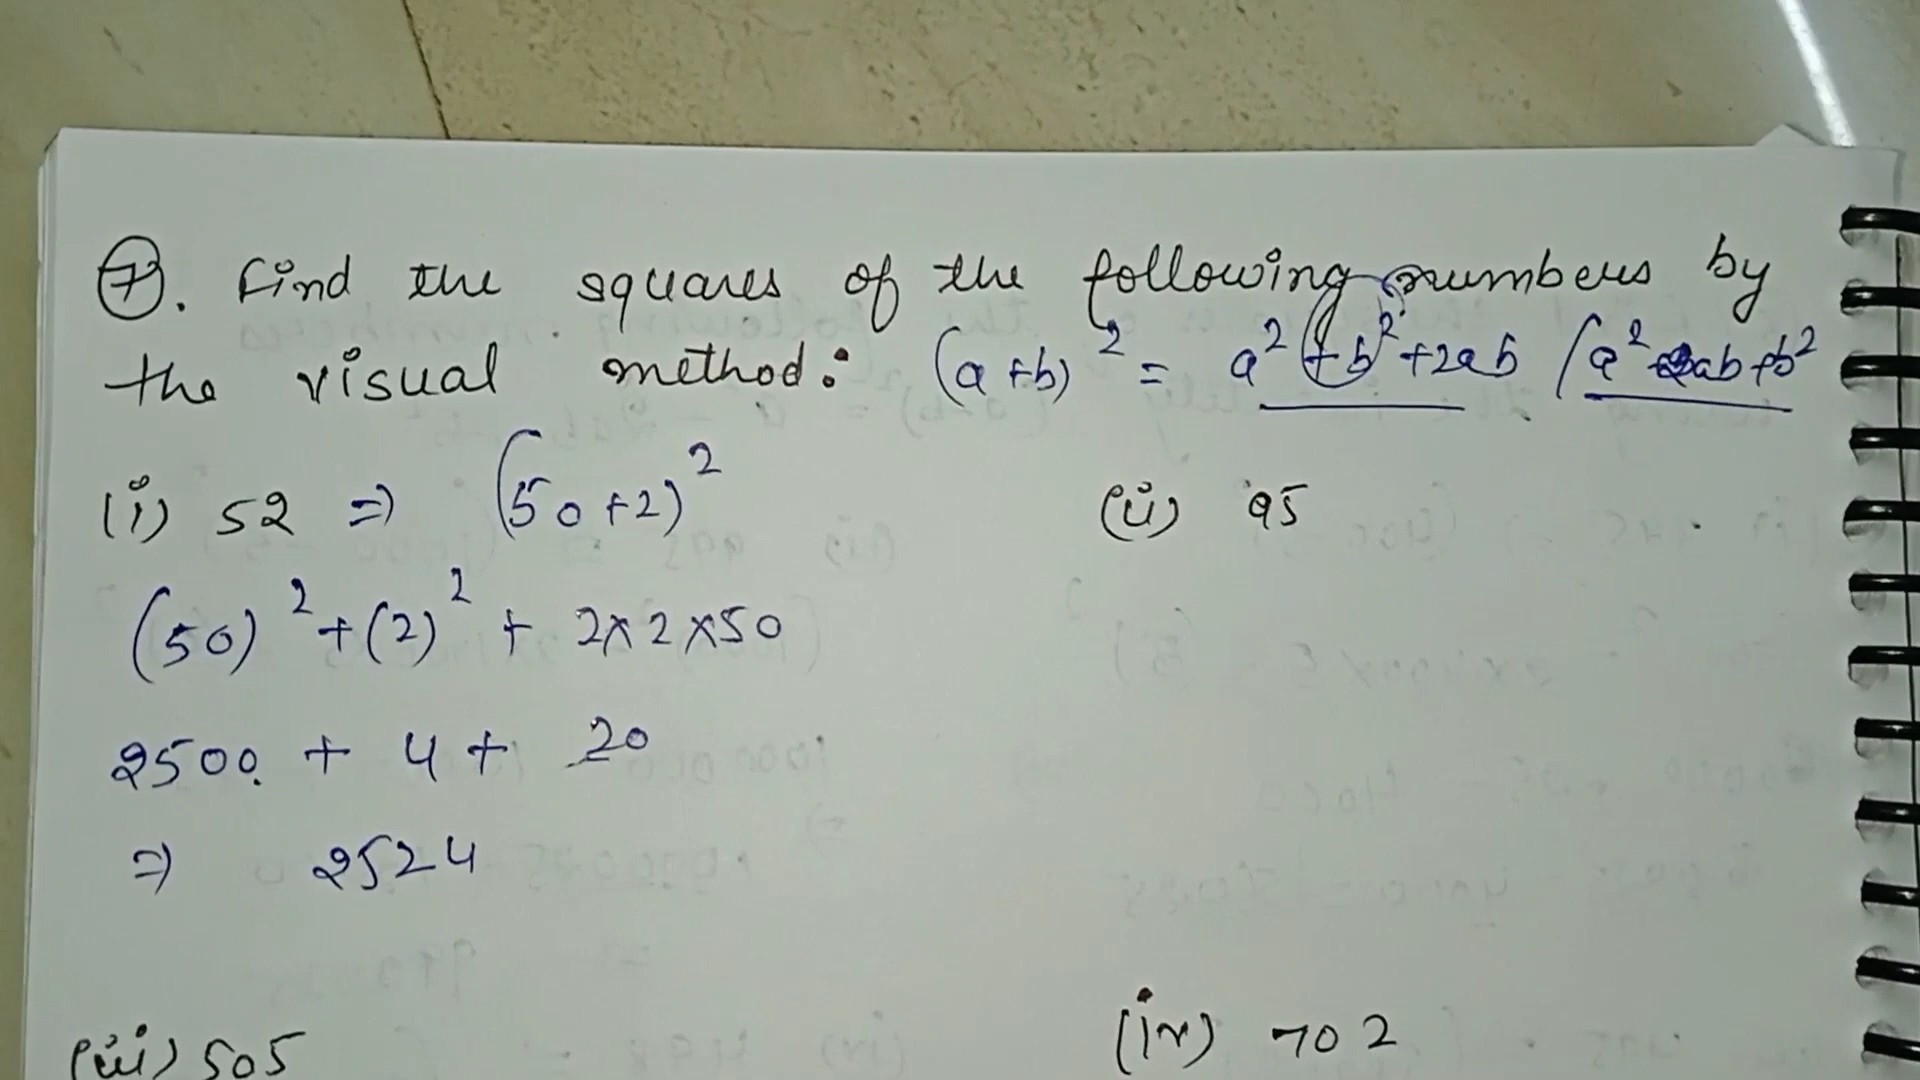 7. Find the squares of the following numbers by
the visual method: (a+b)² = a²+b²+2ab / a²+2ab+b²
(i) 52 ⇒ (50+2)²
(ii) 95
(50)²+(2)² + 2×2×50
2500 + 4 + 20
⇒ 2524
(iii) 505
(iv) 702